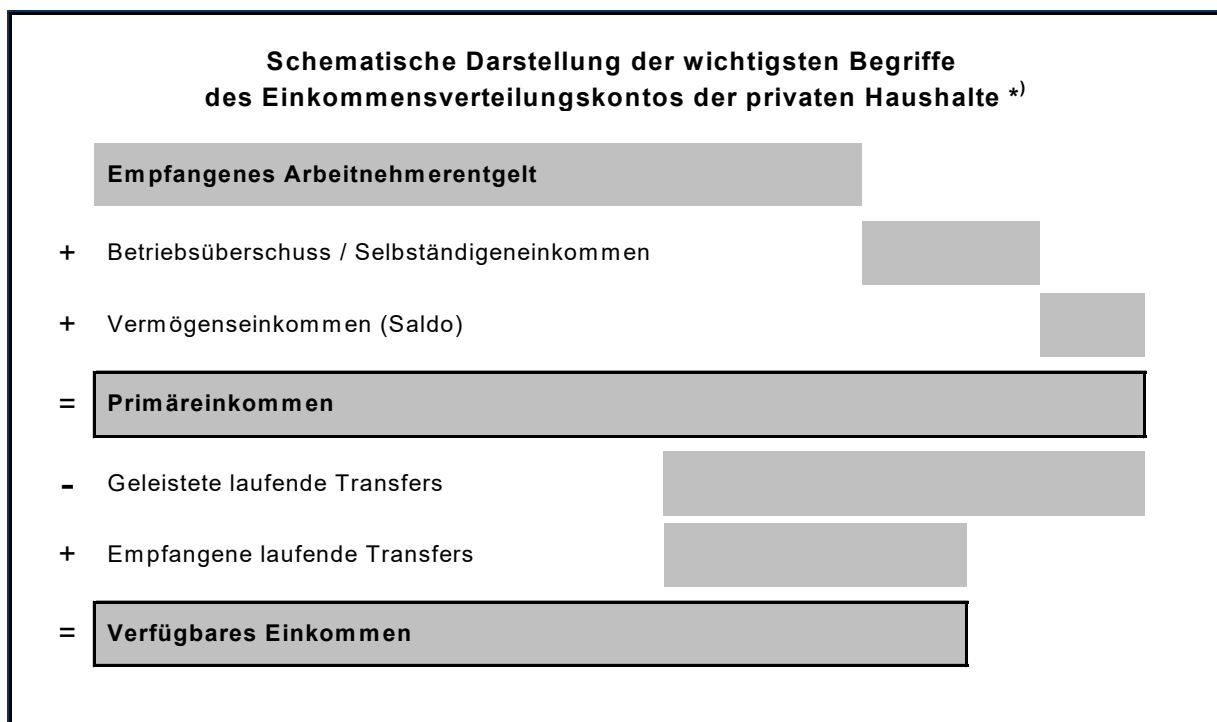 Schematische Darstellung der wichtigsten Begriffe
des Einkommensverteilungskontos der privaten Haushalte *)
Empfangenes Arbeitnehmerentgelt
+ Betriebsüberschuss / Selbständigeneinkommen
+ Vermögenseinkommen (Saldo)
= Primäreinkommen
- Geleistete laufende Transfers
+ Empfangene laufende Transfers
= Verfügbares Einkommen